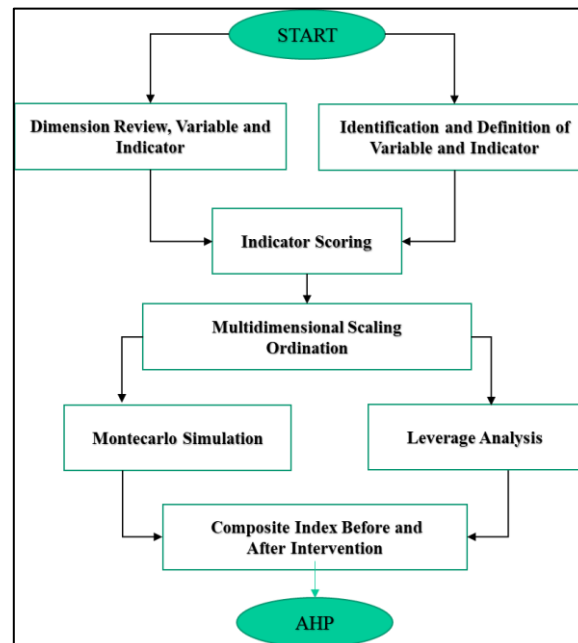 START
Dimension Review, Variable and
Indicator
Identification and Definition of
Variable and Indicator
Indicator Scoring
Multidimensional Scaling
Ordination
Montecarlo Simulation
Leverage Analysis
Composite Index Before and
After Intervention
AHP